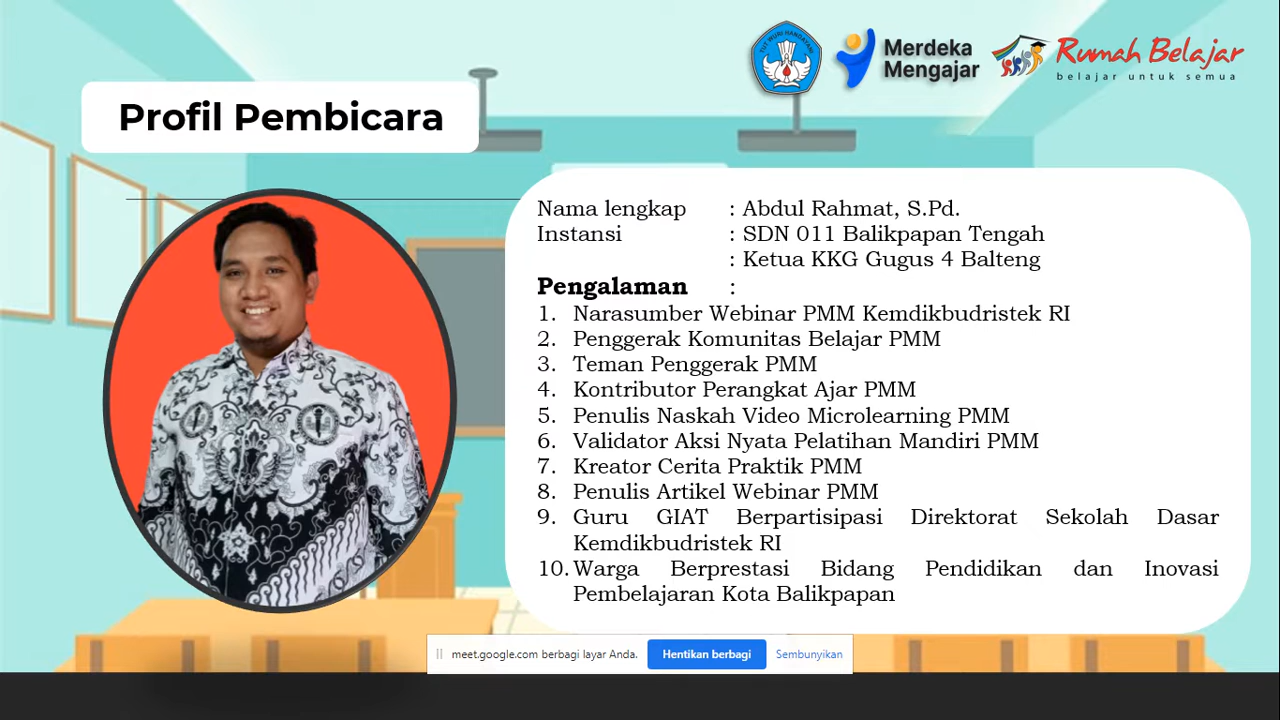 TUT WURI HANDAYANI
Merdeka
Mengajar
Rumah Belajar
belajar untuk semua
Profil Pembicara
Nama lengkap : Abdul Rahmat, S.Pd.
Instansi : SDN 011 Balikpapan Tengah
: Ketua KKG Gugus 4 Balteng
Pengalaman :
1. Narasumber Webinar PMM Kemdikbudristek RI
2. Penggerak Komunitas Belajar PMM
3. Teman Penggerak PMM
4. Kontributor Perangkat Ajar PMM
5. Penulis Naskah Video Microlearning PMM
6. Validator Aksi Nyata Pelatihan Mandiri PMM
7. Kreator Cerita Praktik PMM
8. Penulis Artikel Webinar PMM
9. Guru GIAT Berpartisipasi Direktorat Sekolah Dasar
Kemdikbudristek RI
10. Warga Berprestasi Bidang Pendidikan dan Inovasi
Pembelajaran Kota Balikpapan
meet.google.com berbagi layar Anda. Hentikan berbagi Sembunyikan